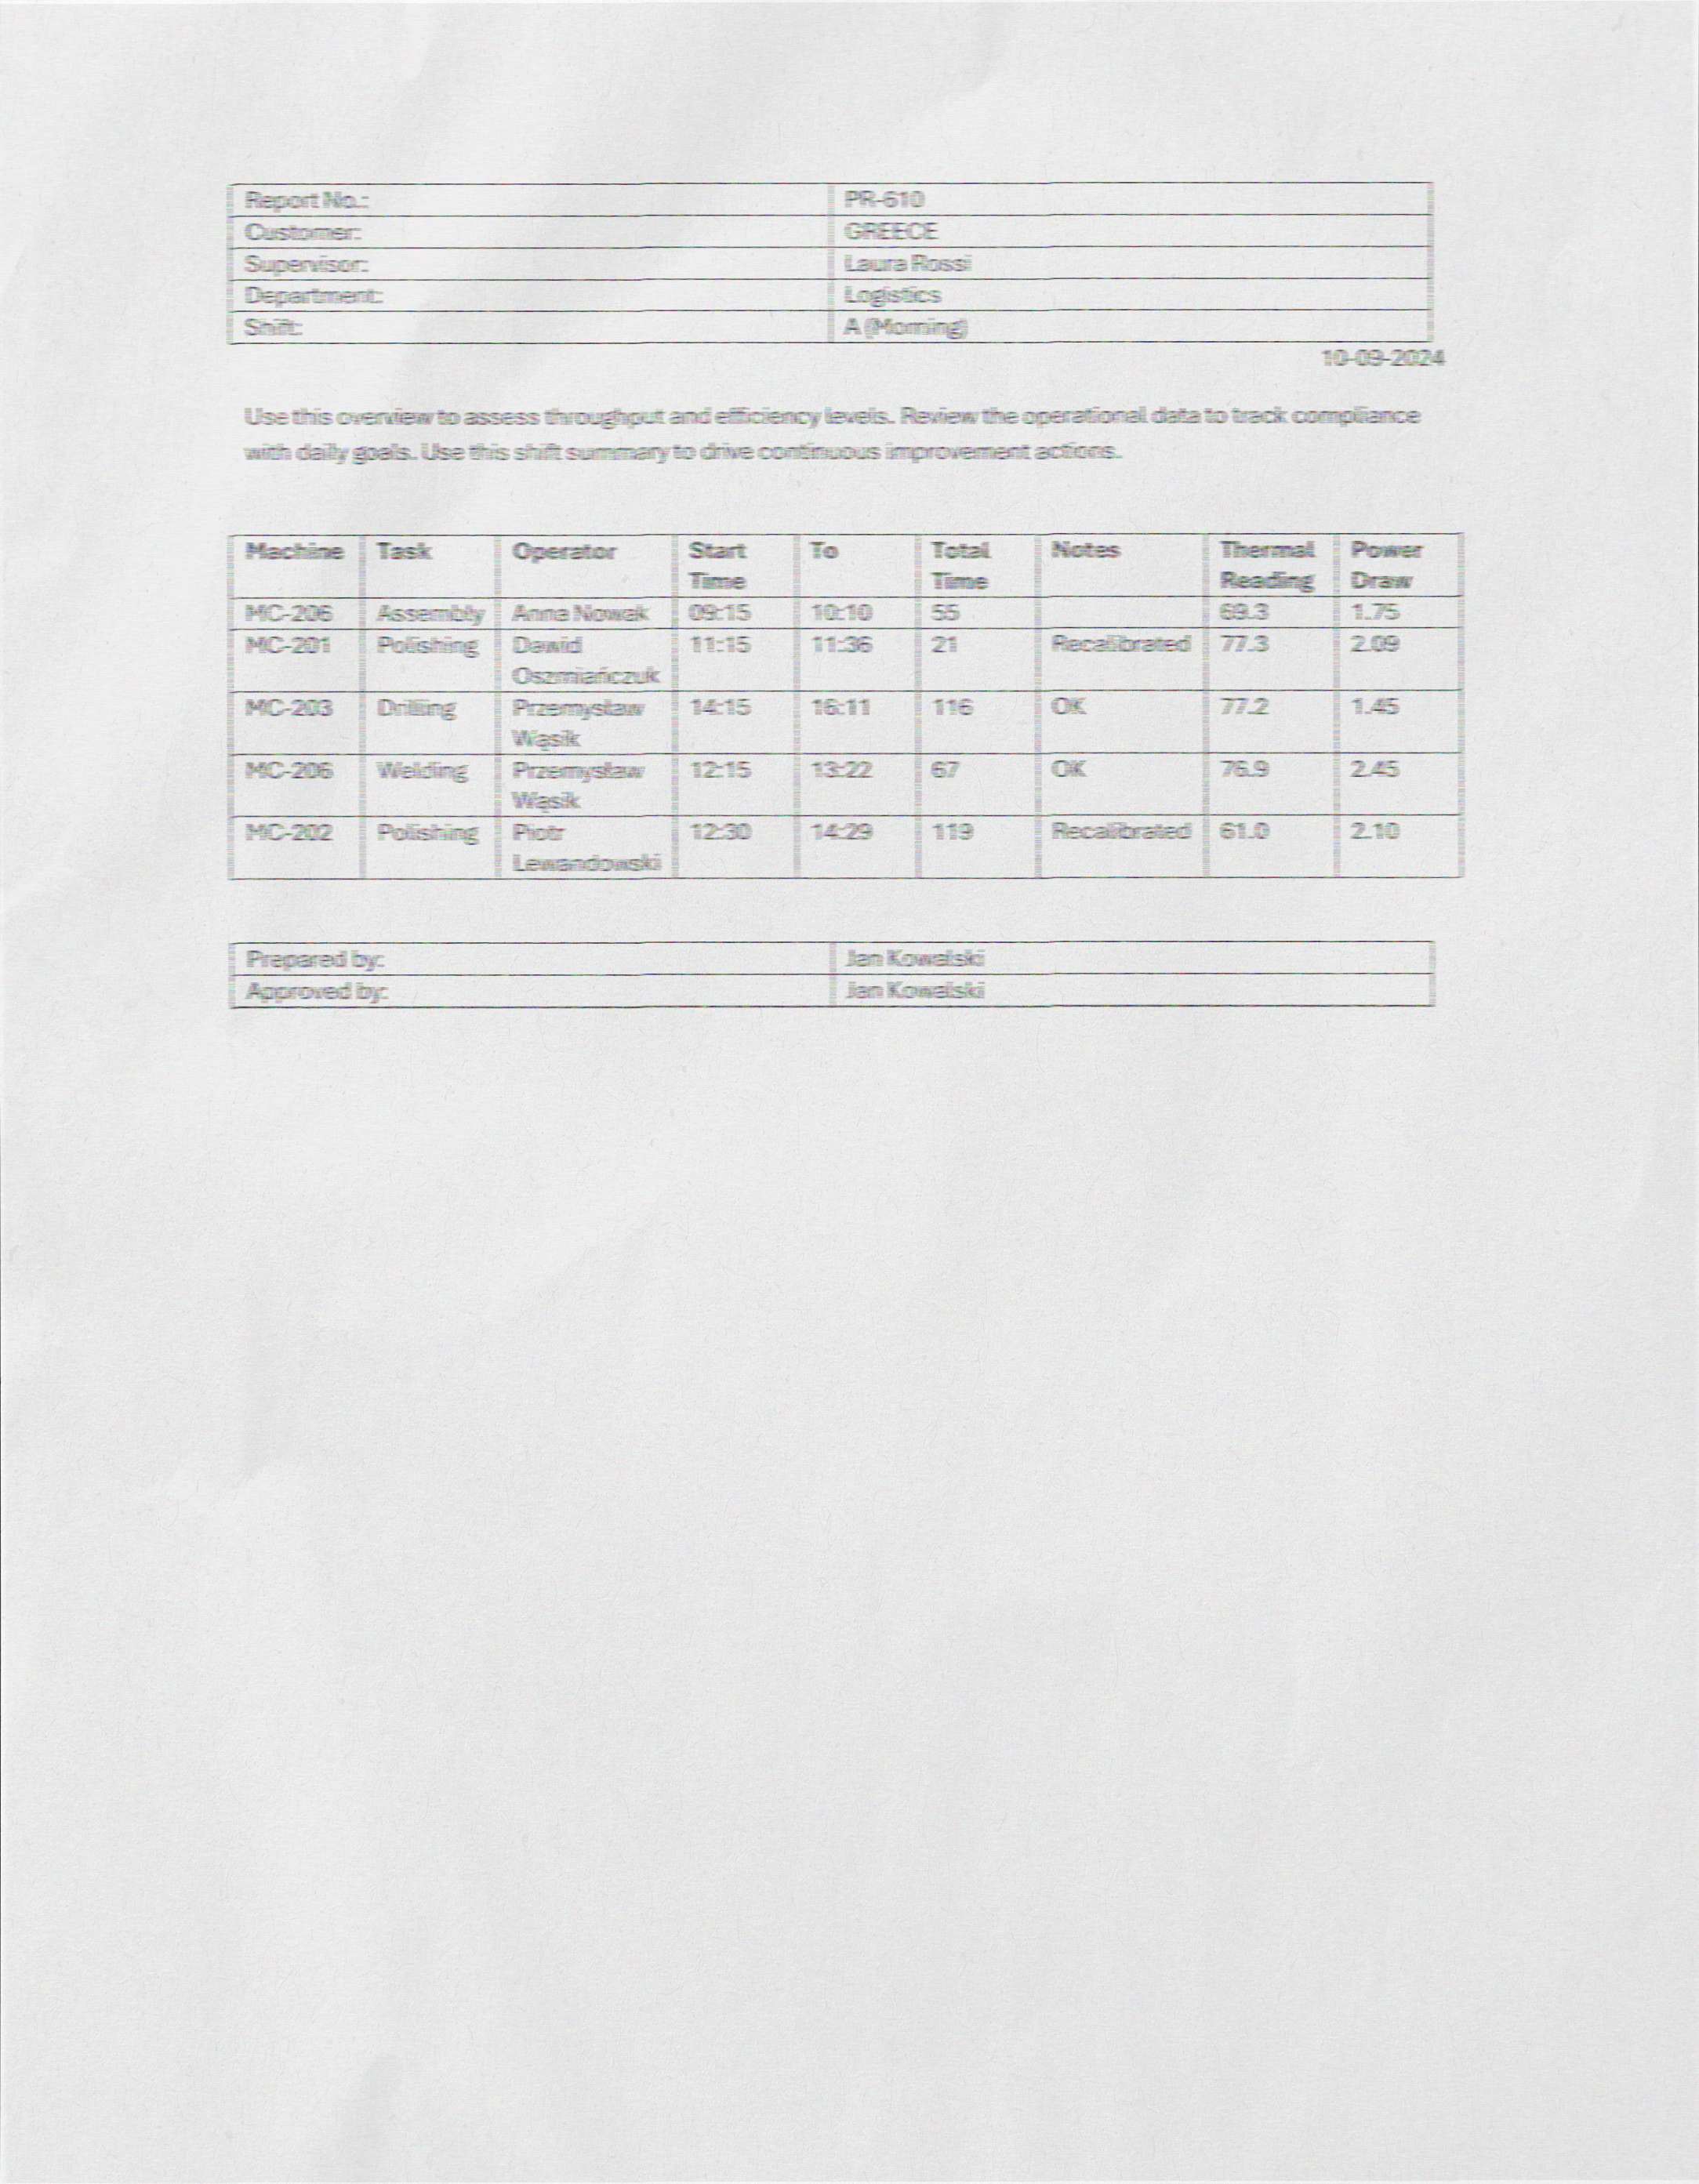 Report No.: PR-610
Customer: GREECE
Supervisor: Laura Rossi
Department: Logistics
Shift: A (Morning)
10-09-2024
Use this overview to assess throughput and efficiency levels. Review the operational data to track compliance
with daily goals. Use this shift summary to drive continuous improvement actions.
Machine Task Operator Start To Total Notes Thermal Power
Time Time Reading Draw
MC-206 Assembly Anna Nowak 09:15 10:10 55 69.3 1.75
MC-201 Polishing Dawid 11:15 11:36 21 Recalibrated 77.3 2.09
Oszmiańczuk
MC-203 Drilling Przemysław 14:15 16:11 116 OK 77.2 1.45
Wąsik
MC-206 Welding Przemysław 12:15 13:22 67 OK 76.9 2.45
Wąsik
MC-202 Polishing Piotr 12:30 14:29 119 Recalibrated 61.0 2.10
Lewandowski
Prepared by: Jan Kowalski
Approved by: Jan Kowalski